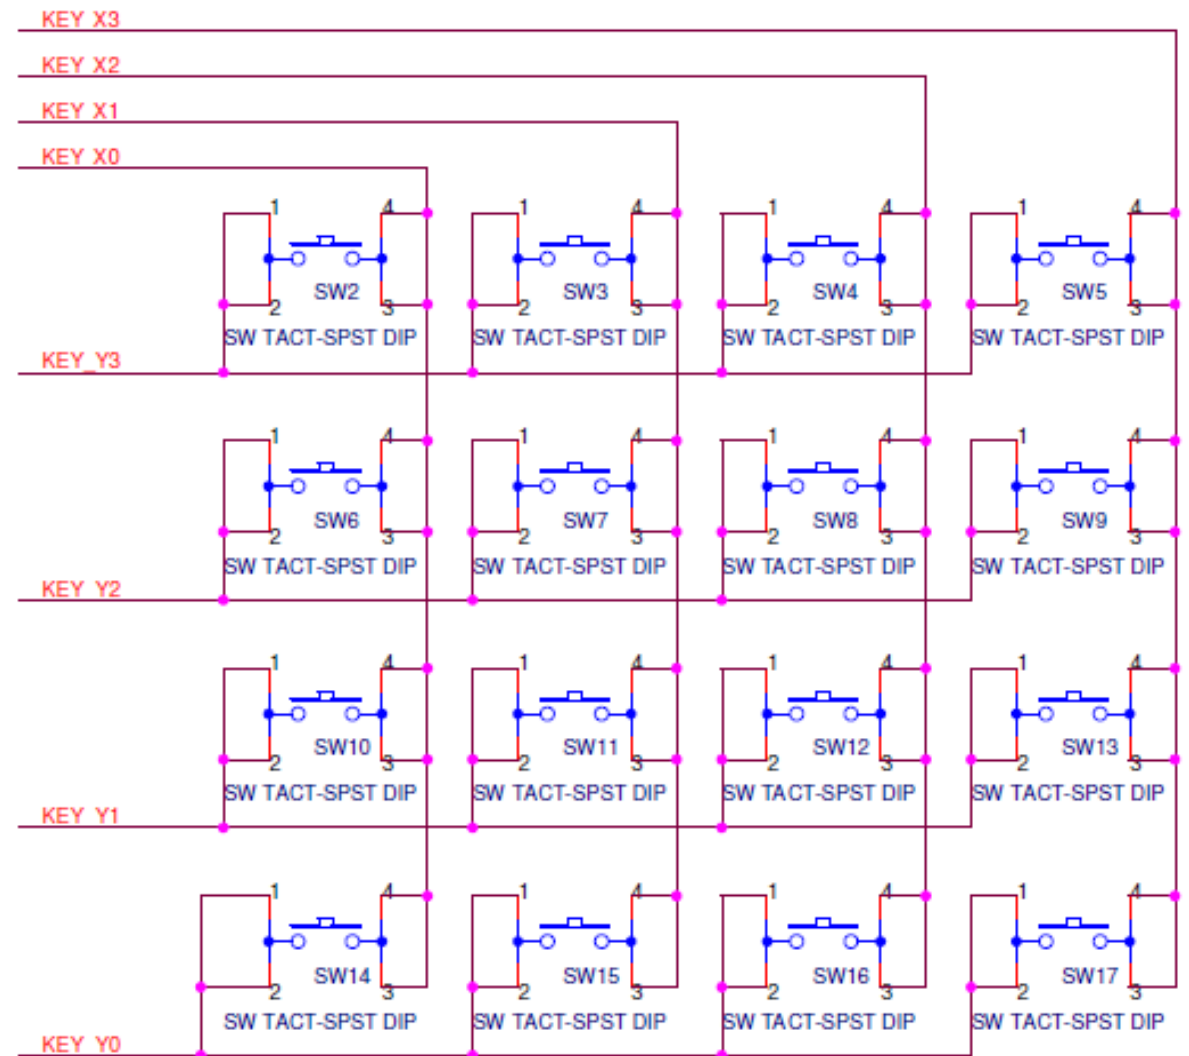 KEY X3
KEY X2
KEY X1
KEY X0
1 4 1 4 1 4 1 4
SW2 SW3 SW4 SW5
2 3 2 3 2 3 2 3
SW TACT-SPST DIP SW TACT-SPST DIP SW TACT-SPST DIP SW TACT-SPST DIP
KEY_Y3
1 4 1 4 1 4 1 4
SW6 SW7 SW8 SW9
2 3 2 3 2 3 2 3
SW TACT-SPST DIP SW TACT-SPST DIP SW TACT-SPST DIP SW TACT-SPST DIP
KEY Y2
1 4 1 4 1 4 1 4
SW10 SW11 SW12 SW13
2 3 2 3 2 3 2 3
SW TACT-SPST DIP SW TACT-SPST DIP SW TACT-SPST DIP SW TACT-SPST DIP
KEY Y1
1 4 1 4 1 4 1 4
SW14 SW15 SW16 SW17
2 3 2 3 2 3 2 3
SW TACT-SPST DIP SW TACT-SPST DIP SW TACT-SPST DIP SW TACT-SPST DIP
KEY Y0